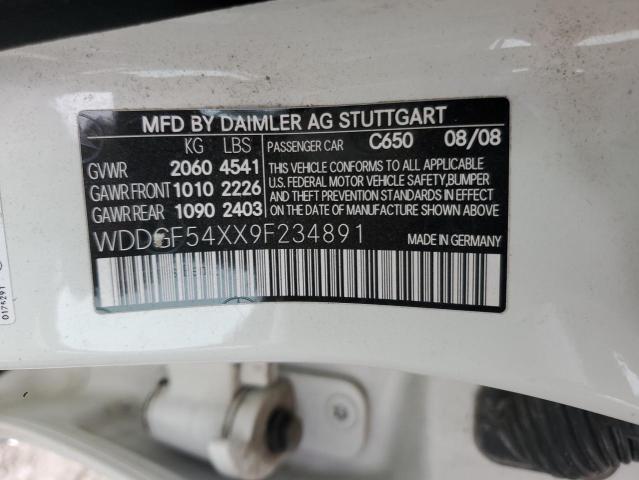 MFD BY DAIMLER AG STUTTGART
KG LBS PASSENGER CAR C650 08/08
GVWR 2060 4541 THIS VEHICLE CONFORMS TO ALL APPLICABLE
GAWR FRONT 1010 2226 U.S. FEDERAL MOTOR VEHICLE SAFETY, BUMPER
GAWR REAR 1090 2403 AND THEFT PREVENTION STANDARDS IN EFFECT ON THE DATE OF MANUFACTURE SHOWN ABOVE
WDDGF54XX9F234891 MADE IN GERMANY
0175291